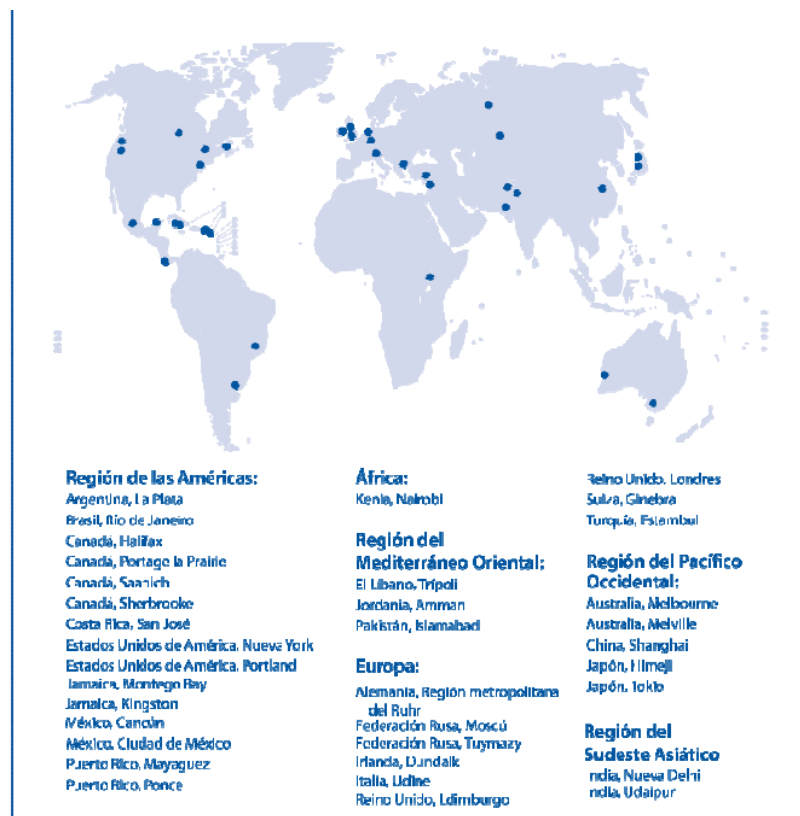 Región de las Américas:
Argentina, La Plata
Brasil, Río de Janeiro
Canadá, Halifax
Canadá, Portage la Prairie
Canadá, Saanich
Canadá, Sherbrooke
Costa Rica, San José
Estados Unidos de América, Nueva York
Estados Unidos de América, Portland
Jamaica, Montego Bay
Jamaica, Kingston
México, Cancún
México, Ciudad de México
Puerto Rico, Mayaguez
Puerto Rico, Ponce
África:
Kenia, Nairobi
Región del
Mediterráneo Oriental:
El Líbano, Trípoli
Jordania, Amman
Pakistán, Islamabad
Europa:
Alemania, Región metropolitana
del Ruhr
Federación Rusa, Moscú
Federación Rusa, Tuymazy
Irlanda, Dundalk
Italia, Udine
Reino Unido, Edimburgo
Reino Unido, Londres
Suiza, Ginebra
Turquía, Estambul
Región del Pacífico
Occidental:
Australia, Melbourne
Australia, Melville
China, Shanghai
Japón, Himeji
Japón, Tokio
Región del
Sudeste Asiático
India, Nueva Delhi
India, Udaipur